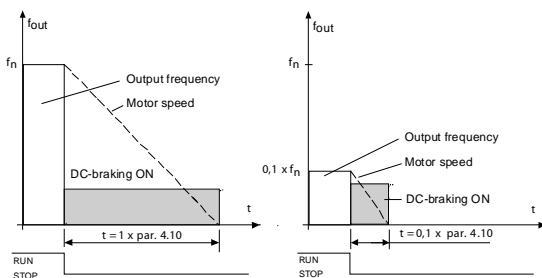 fout
fn
Output frequency
Motor speed
DC-braking ON
t
t = 1 x par. 4.10
RUN
STOP
fout
fn
Output frequency
0,1 x fn
Motor speed
DC-braking ON
t
t = 0,1 x par. 4.10
RUN
STOP